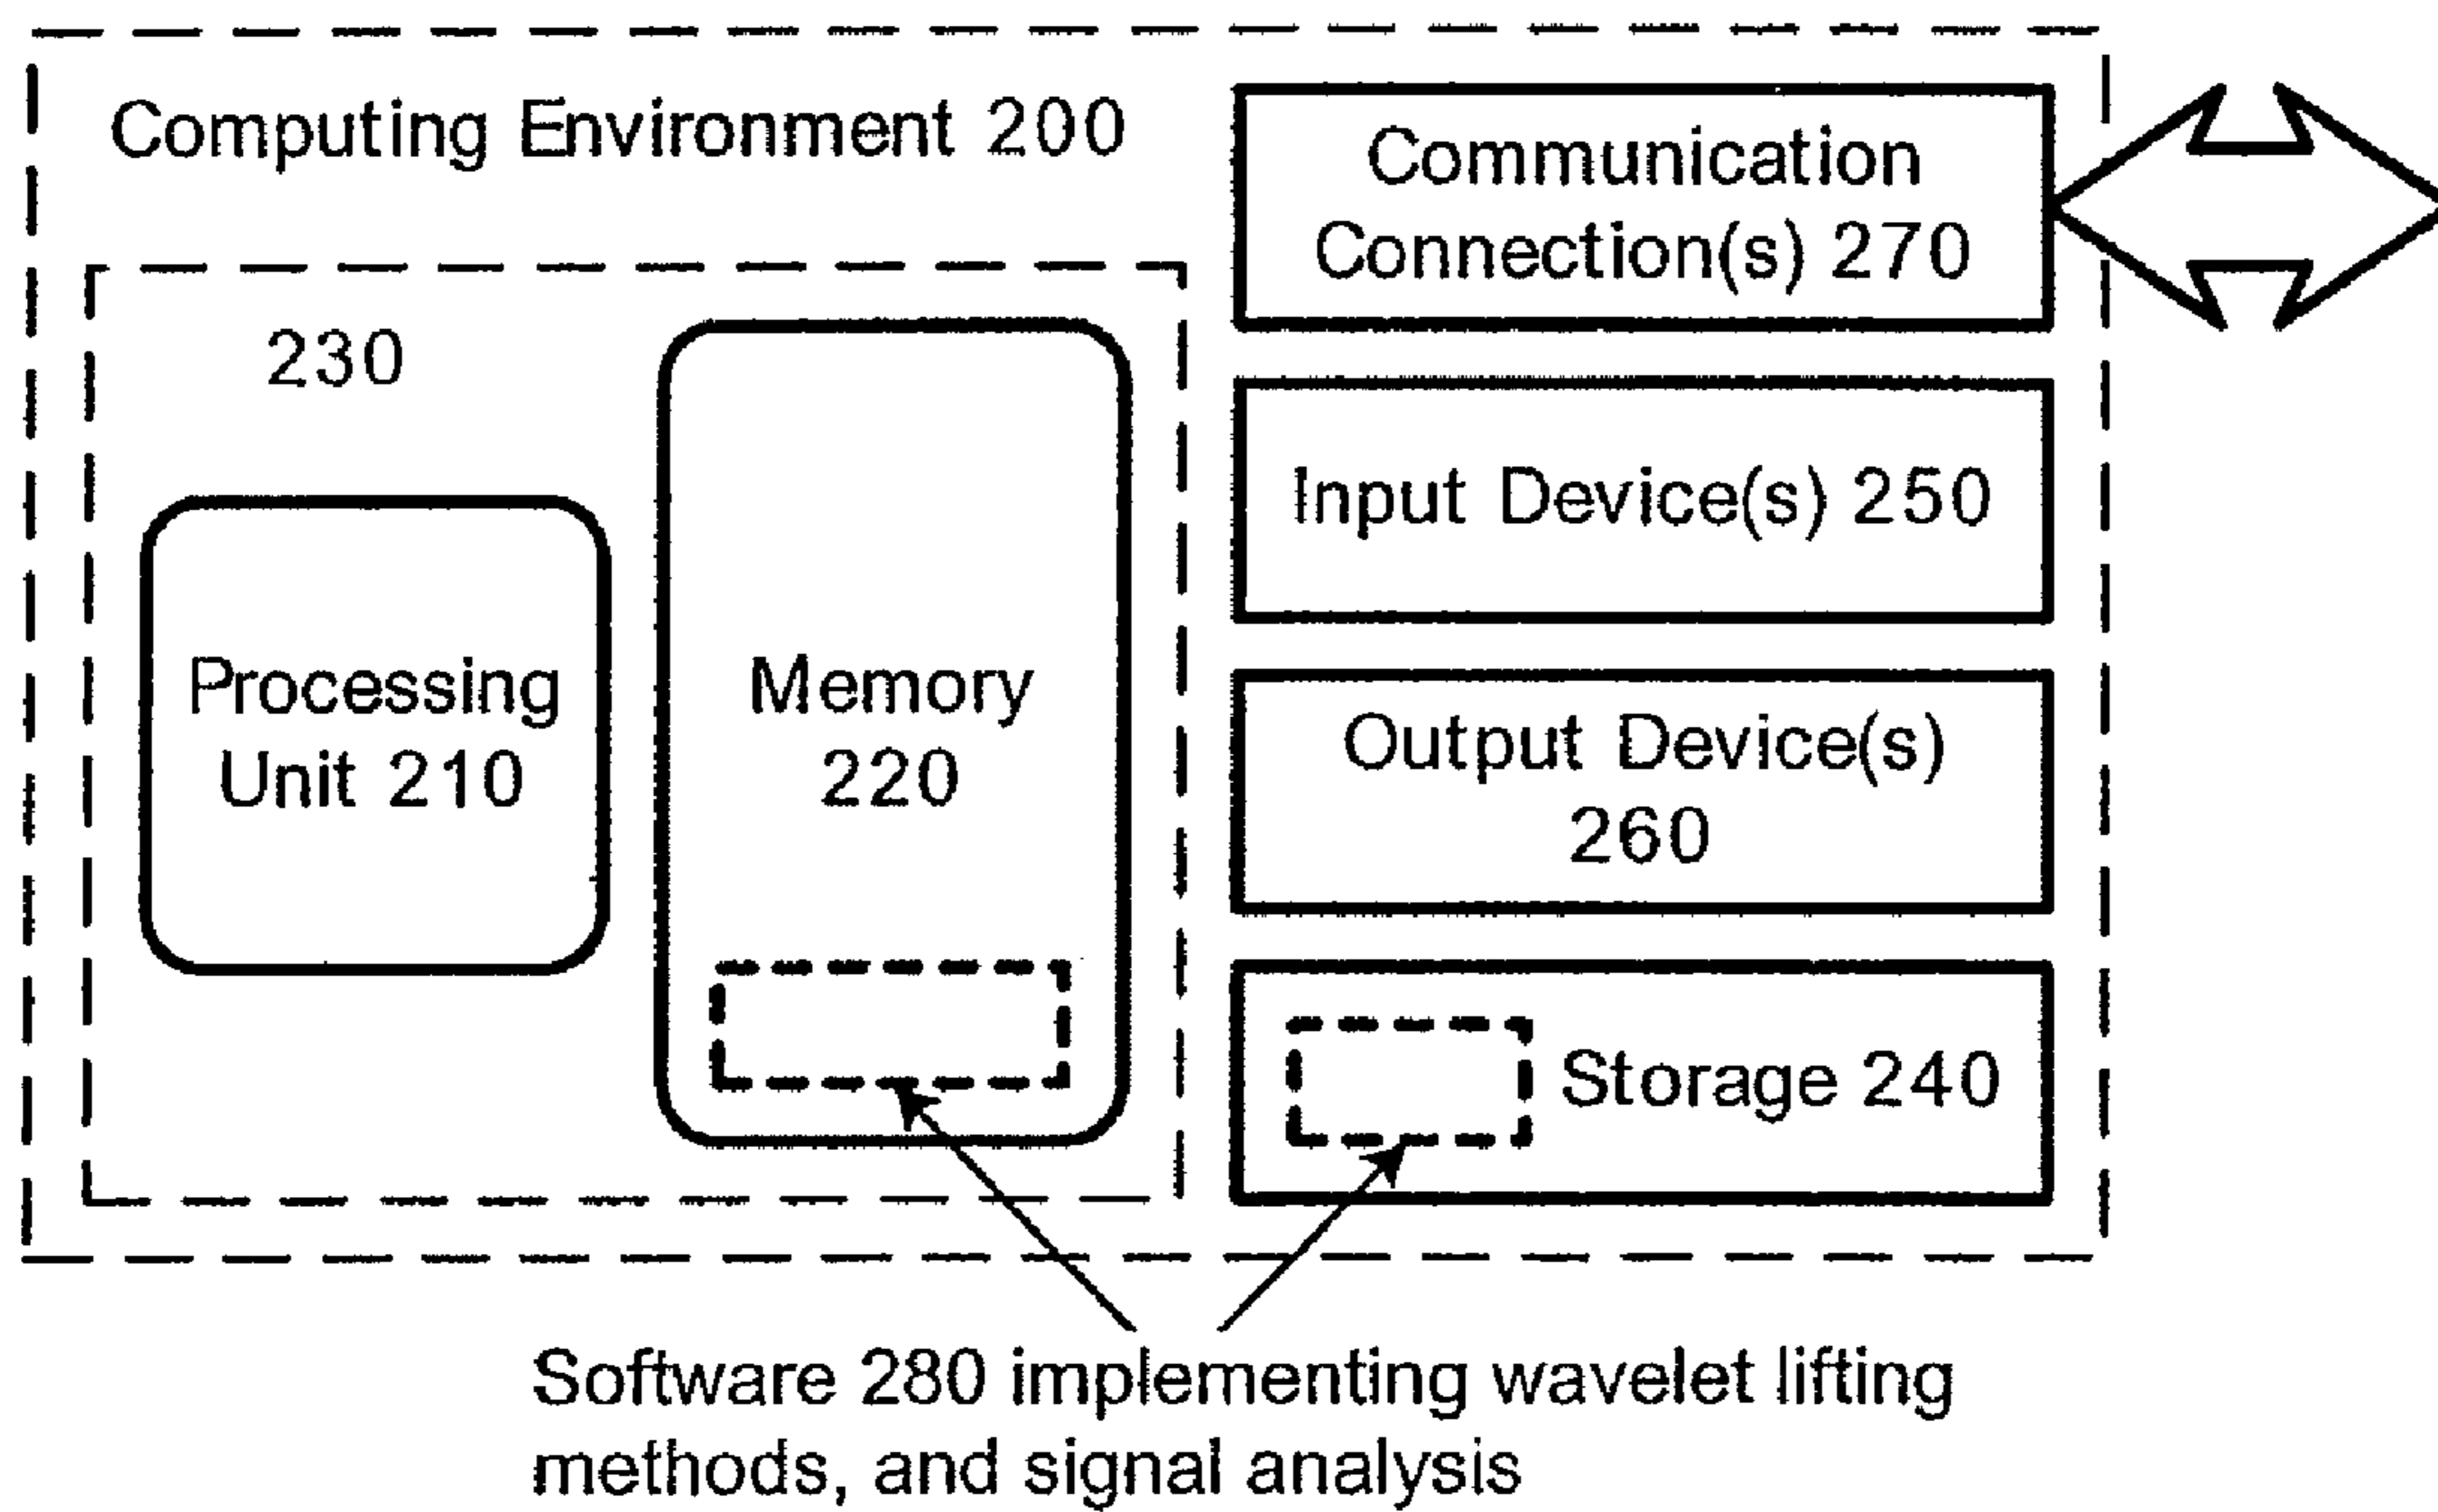 Computing Environment 200
230
Processing
Unit 210
Memory
220
Communication
Connection(s) 270
Input Device(s) 250
Output Device(s)
260
Storage 240
Software 280 implementing wavelet lifting
methods, and signal analysis